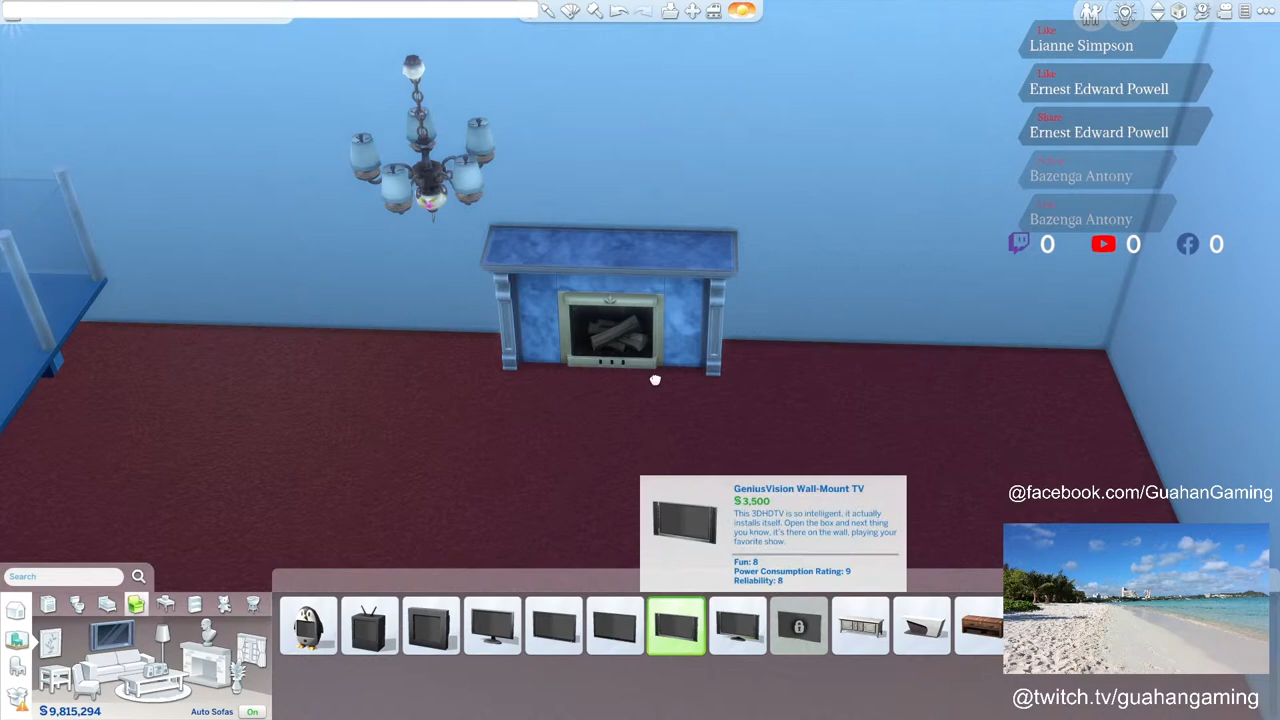 Like
Lianne Simpson
Like
Ernest Edward Powell
Share
Ernest Edward Powell
Bazenga Antony
Like
Bazenga Antony
0 0 0
GeniusVision Wall-Mount TV
§3,500
This 3DHDTV is so intelligent, it actually
installs itself. Open the box and next thing
you know, it's there on the wall, playing your
favorite show.
Fun: 8
Power Consumption Rating: 9
Reliability: 8
@facebook.com/GuahanGaming
Search
§9,815,294
Auto Sofas On
@twitch.tv/guahangaming